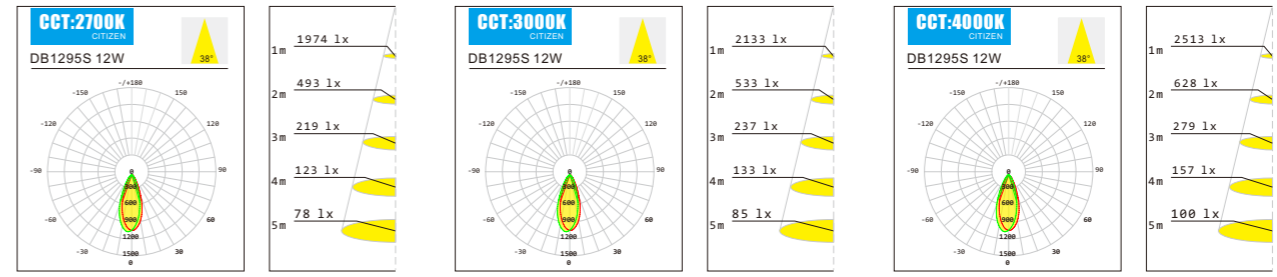 CCT:2700K
CITIZEN
DB1295S 12W
38°
-/+180
-150
150
-120
120
-90
90
-60
60
-30
30
0
300
600
900
1200
1500
0
1m 1974 lx
2m 493 lx
3m 219 lx
4m 123 lx
5m 78 lx
CCT:3000K
CITIZEN
DB1295S 12W
38°
-/+180
-150
150
-120
120
-90
90
-60
60
-30
30
0
300
600
900
1200
1500
0
1m 2133 lx
2m 533 lx
3m 237 lx
4m 133 lx
5m 85 lx
CCT:4000K
CITIZEN
DB1295S 12W
38°
-/+180
-150
150
-120
120
-90
90
-60
60
-30
30
0
300
600
900
1200
1500
0
1m 2513 lx
2m 628 lx
3m 279 lx
4m 157 lx
5m 100 lx